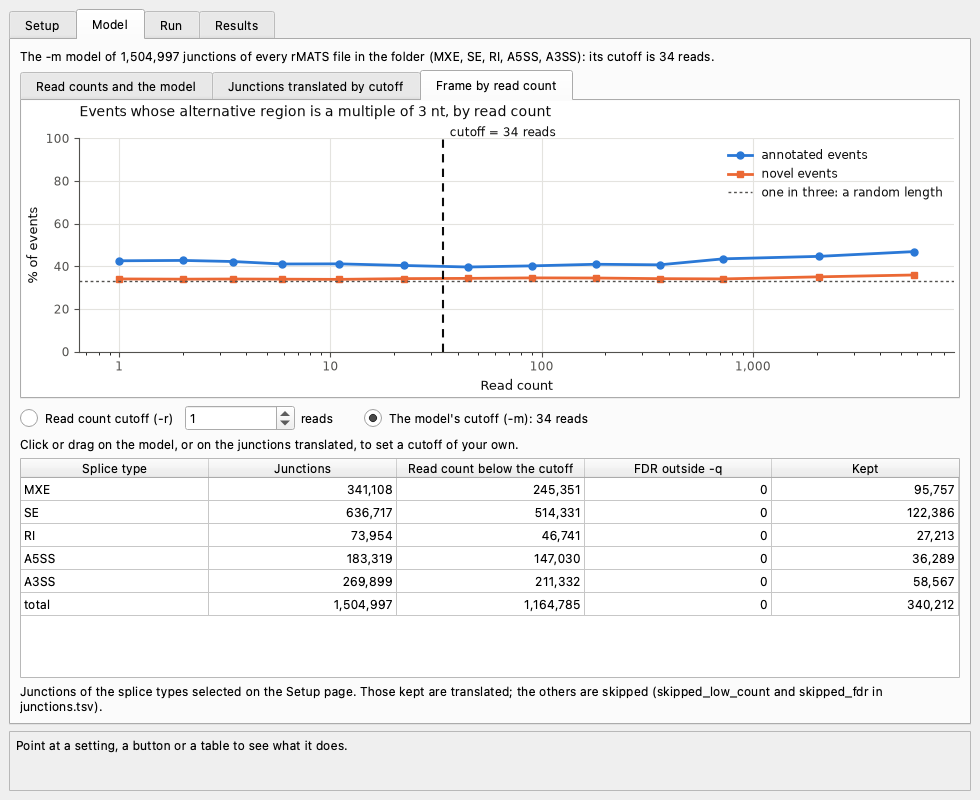 Setup Model Run Results
The -m model of 1,504,997 junctions of every rMATS file in the folder (MXE, SE, RI, A5SS, A3SS): its cutoff is 34 reads.
Read counts and the model Junctions translated by cutoff Frame by read count
Events whose alternative region is a multiple of 3 nt, by read count
cutoff = 34 reads
100
80
60
40
20
0
% of events
annotated events
novel events
one in three: a random length
1 10 100 1,000
Read count
Read count cutoff (-r) 1 reads The model's cutoff (-m): 34 reads
Click or drag on the model, or on the junctions translated, to set a cutoff of your own.
Splice type Junctions Read count below the cutoff FDR outside -q Kept
MXE 341,108 245,351 0 95,757
SE 636,717 514,331 0 122,386
RI 73,954 46,741 0 27,213
A5SS 183,319 147,030 0 36,289
A3SS 269,899 211,332 0 58,567
total 1,504,997 1,164,785 0 340,212
Junctions of the splice types selected on the Setup page. Those kept are translated; the others are skipped (skipped_low_count and skipped_fdr in
junctions.tsv).
Point at a setting, a button or a table to see what it does.